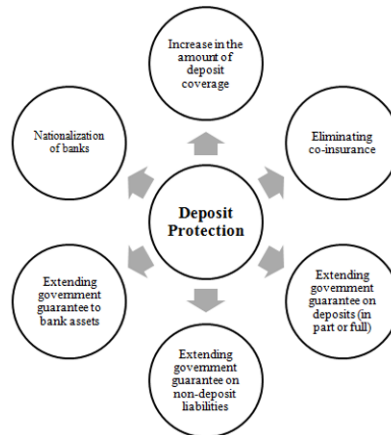 Increase in the
amount of
deposit
coverage
Nationalization
of banks
Eliminating
co-insurance
Deposit
Protection
Extending
government
guarantee to
bank assets
Extending
government
guarantee on
deposits (in
part or full)
Extending
government
guarantee on
non-deposit
liabilities